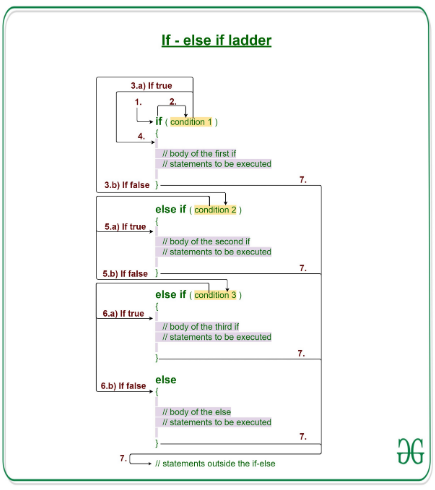 If - else if ladder
3.a) If true
1.
2.
if ( condition 1 )
4.
{
// body of the first if
// statements to be executed
7.
3.b) If false
}
else if ( condition 2 )
{
5.a) If true
// body of the second if
// statements to be executed
7.
5.b) If false
}
else if ( condition 3 )
{
6.a) If true
// body of the third if
// statements to be executed
7.
}
else
6.b) If false
{
// body of the else
// statements to be executed
7.
}
7.
// statements outside the if-else